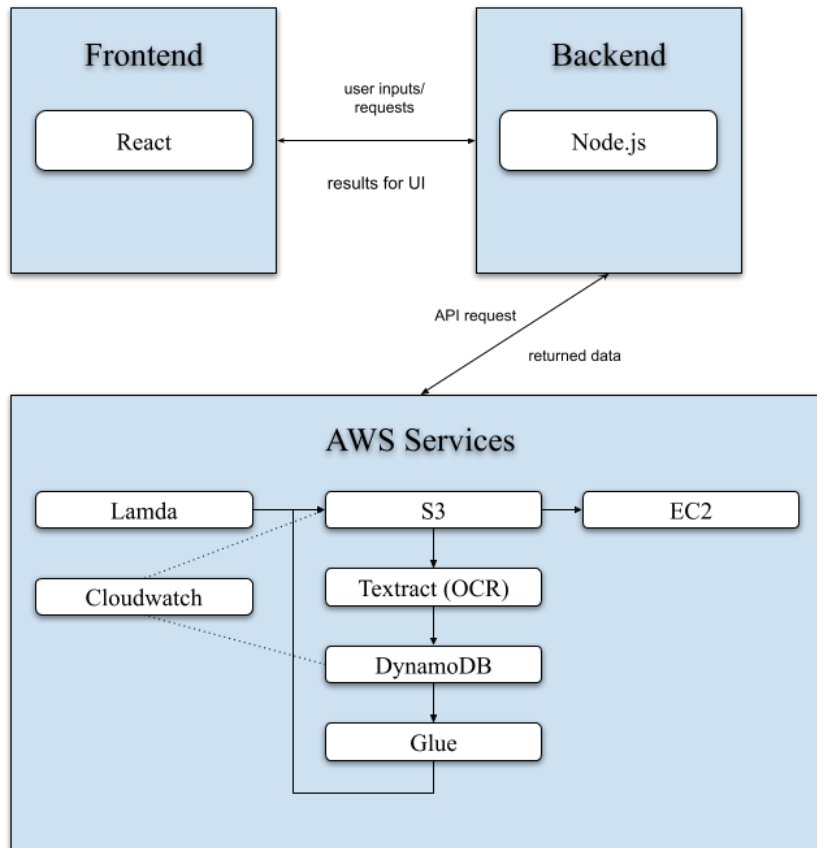 Frontend
React
user inputs/
requests
results for UI
Backend
Node.js
API request
returned data
AWS Services
Lamda
S3
EC2
Cloudwatch
Textract (OCR)
DynamoDB
Glue